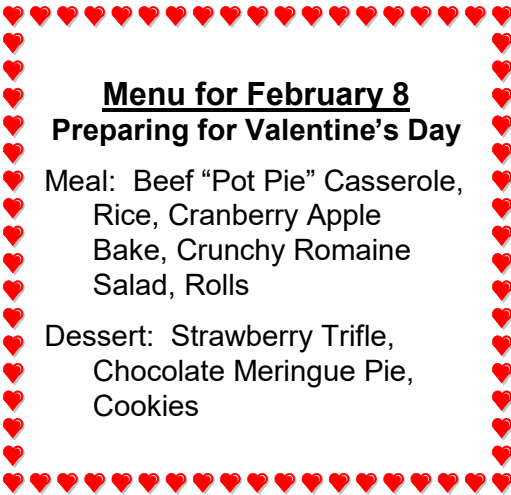 Menu for February 8
Preparing for Valentine’s Day
Meal:  Beef “Pot Pie” Casserole,
Rice, Cranberry Apple
Bake, Crunchy Romaine
Salad, Rolls
Dessert:  Strawberry Trifle,
Chocolate Meringue Pie,
Cookies